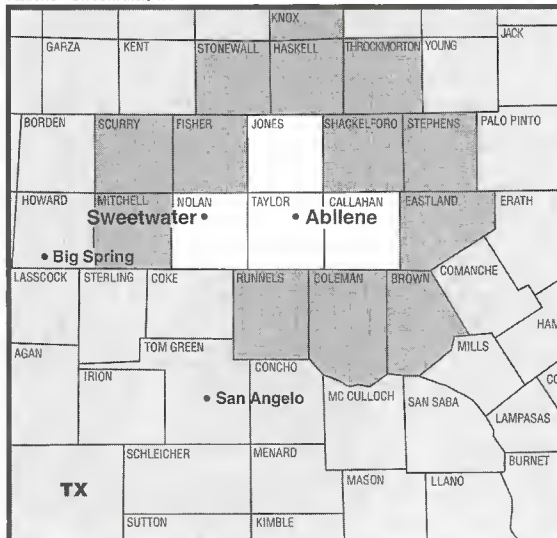 KNOX
JACK
GARZA KENT STONEWALL HASKELL THROCKMORTON YOUNG
BORDEN SCURRY FISHER JONES SHACKELFORO STEPHENS PALO PINTO
HOWARD MITCHELL NOLAN TAYLOR CALLAHAN EASTLAND ERATH
Sweetwater Abilene
Big Spring
COMANCHE
LASSCOCK STERLING COKE RUNNELS COLEMAN BROWN
HAM
AGAN TOM GREEN MILLS
IRION CONCHO
San Angelo MC CULLOCH SAN SABA CO
LAMPASAS
SCHLEICHER MENARD BURNET
MASON LLANO
TX
SUTTON KIMBLE